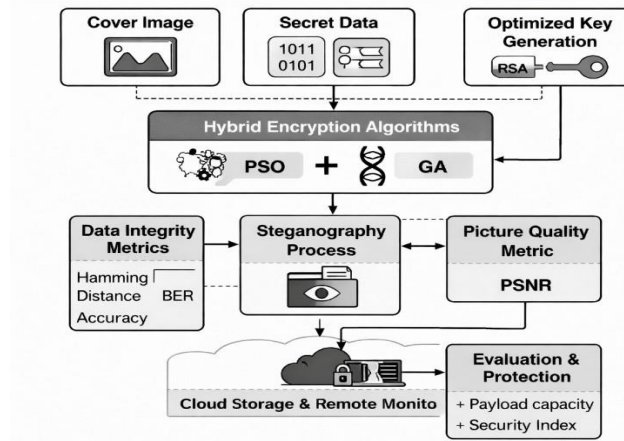 Cover Image
Secret Data
Optimized Key
Generation
1011
0101
RSA
Hybrid Encryption Algorithms
PSO + GA
Data Integrity
Metrics
Hamming
Distance BER
Accuracy
Steganography
Process
Picture Quality
Metric
PSNR
Cloud Storage & Remote Monito
Evaluation &
Protection
+ Payload capacity
+ Security Index